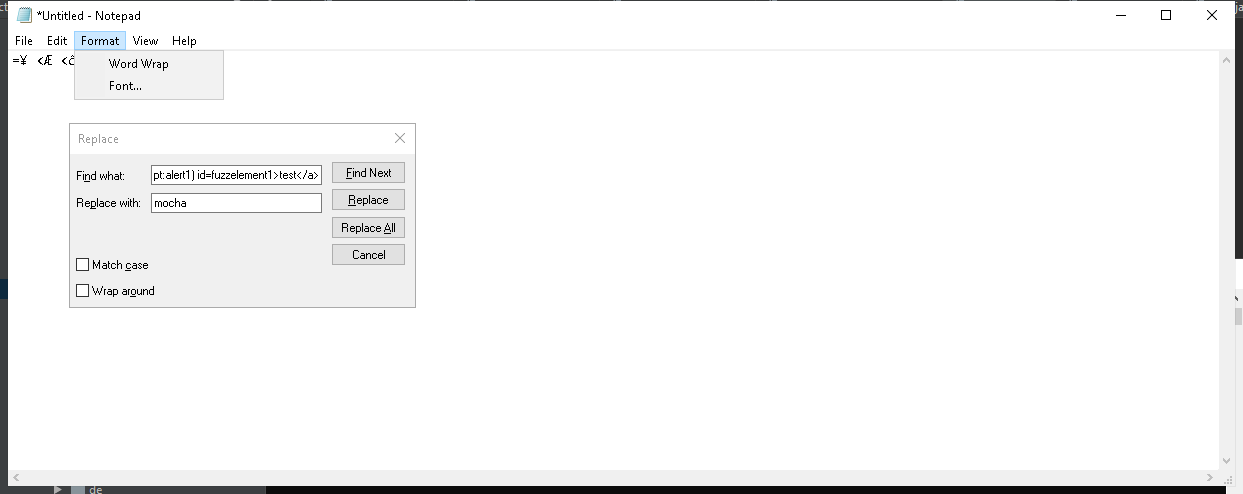 *Untitled - Notepad
File Edit Format View Help
=¥ <Æ
Word Wrap
Font...
Replace
Find what: pt:alert1) id=fuzzelement1>test</a> Find Next
Replace with: mocha Replace
Replace All
Cancel
Match case
Wrap around
de